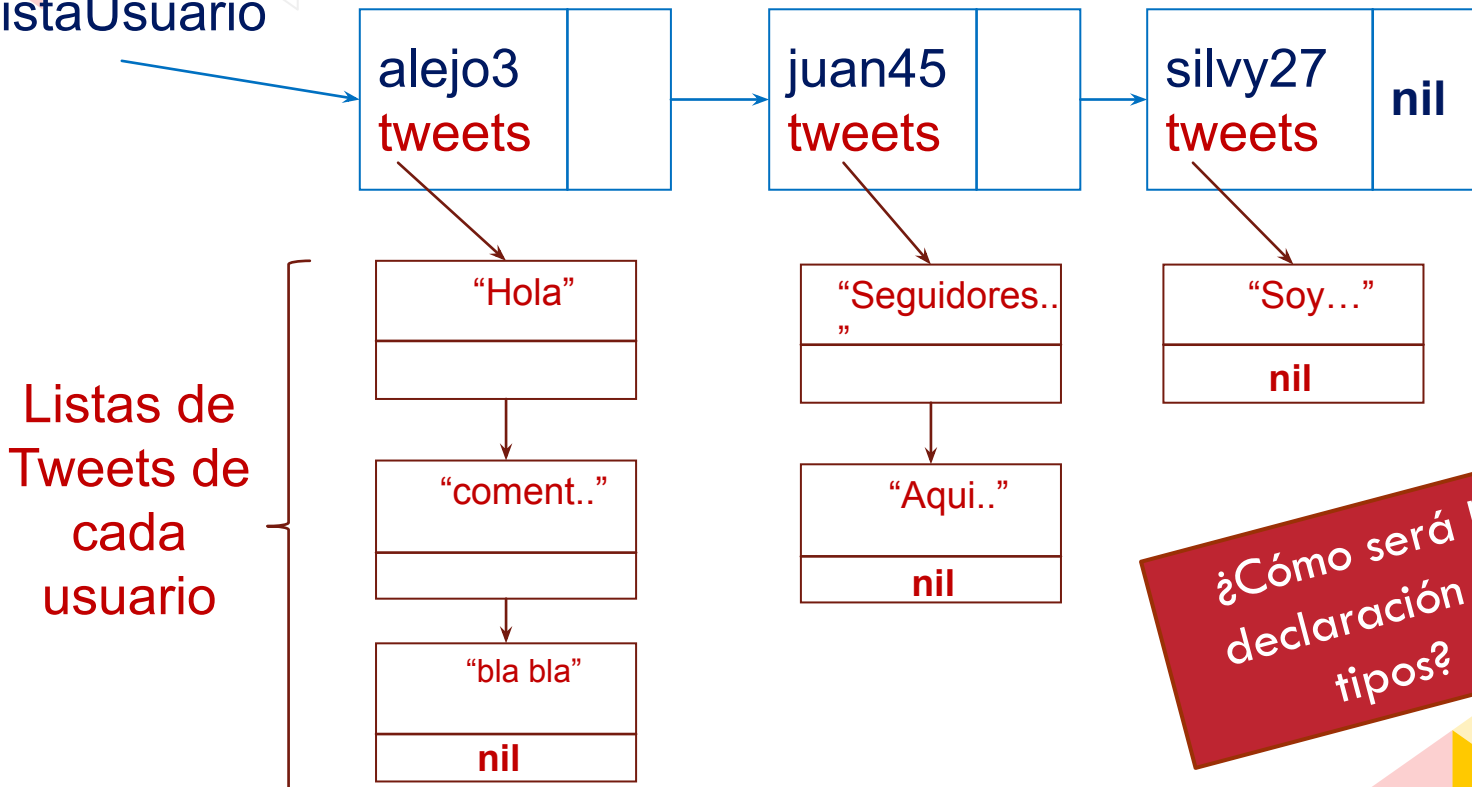 istaUsuario
alejo3
tweets
juan45
tweets
silvy27
tweets
nil
“Hola”
“Seguidores..
”
“Soy…”
nil
Listas de
Tweets de
cada
usuario
“coment..”
“Aqui..”
nil
“bla bla”
nil
¿Cómo será
declaración
tipos?